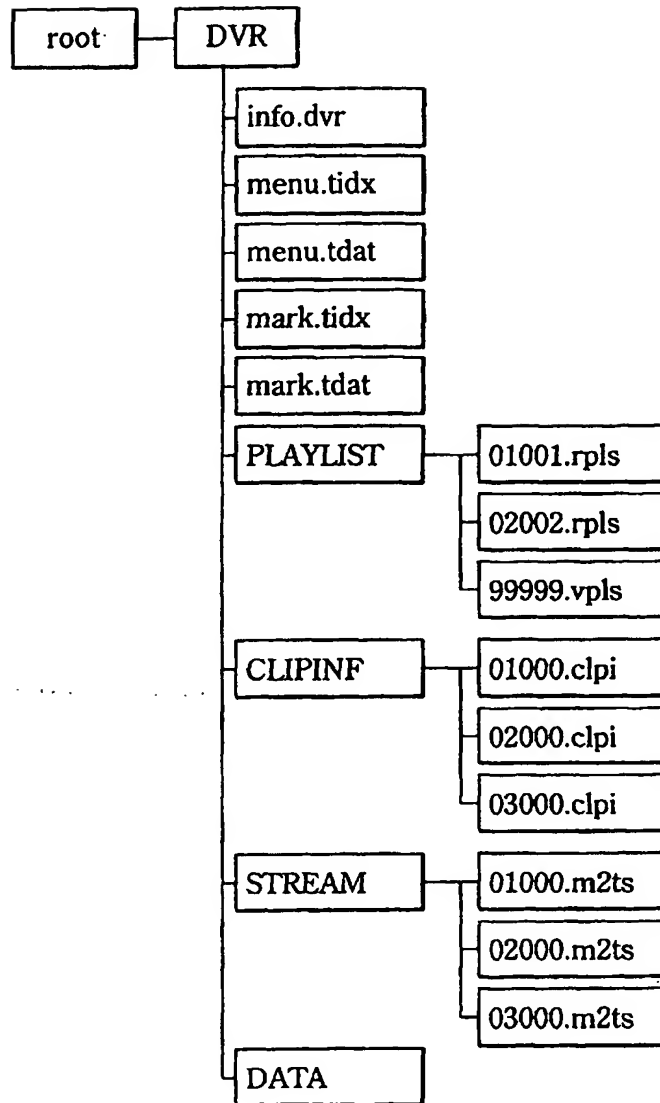 root DVR
info.dvr
menu.tidx
menu.tdat
mark.tidx
mark.tdat
PLAYLIST 01001.rpls
02002.rpls
99999.vpls
CLIPINF 01000.clpi
02000.clpi
03000.clpi
STREAM 01000.m2ts
02000.m2ts
03000.m2ts
DATA